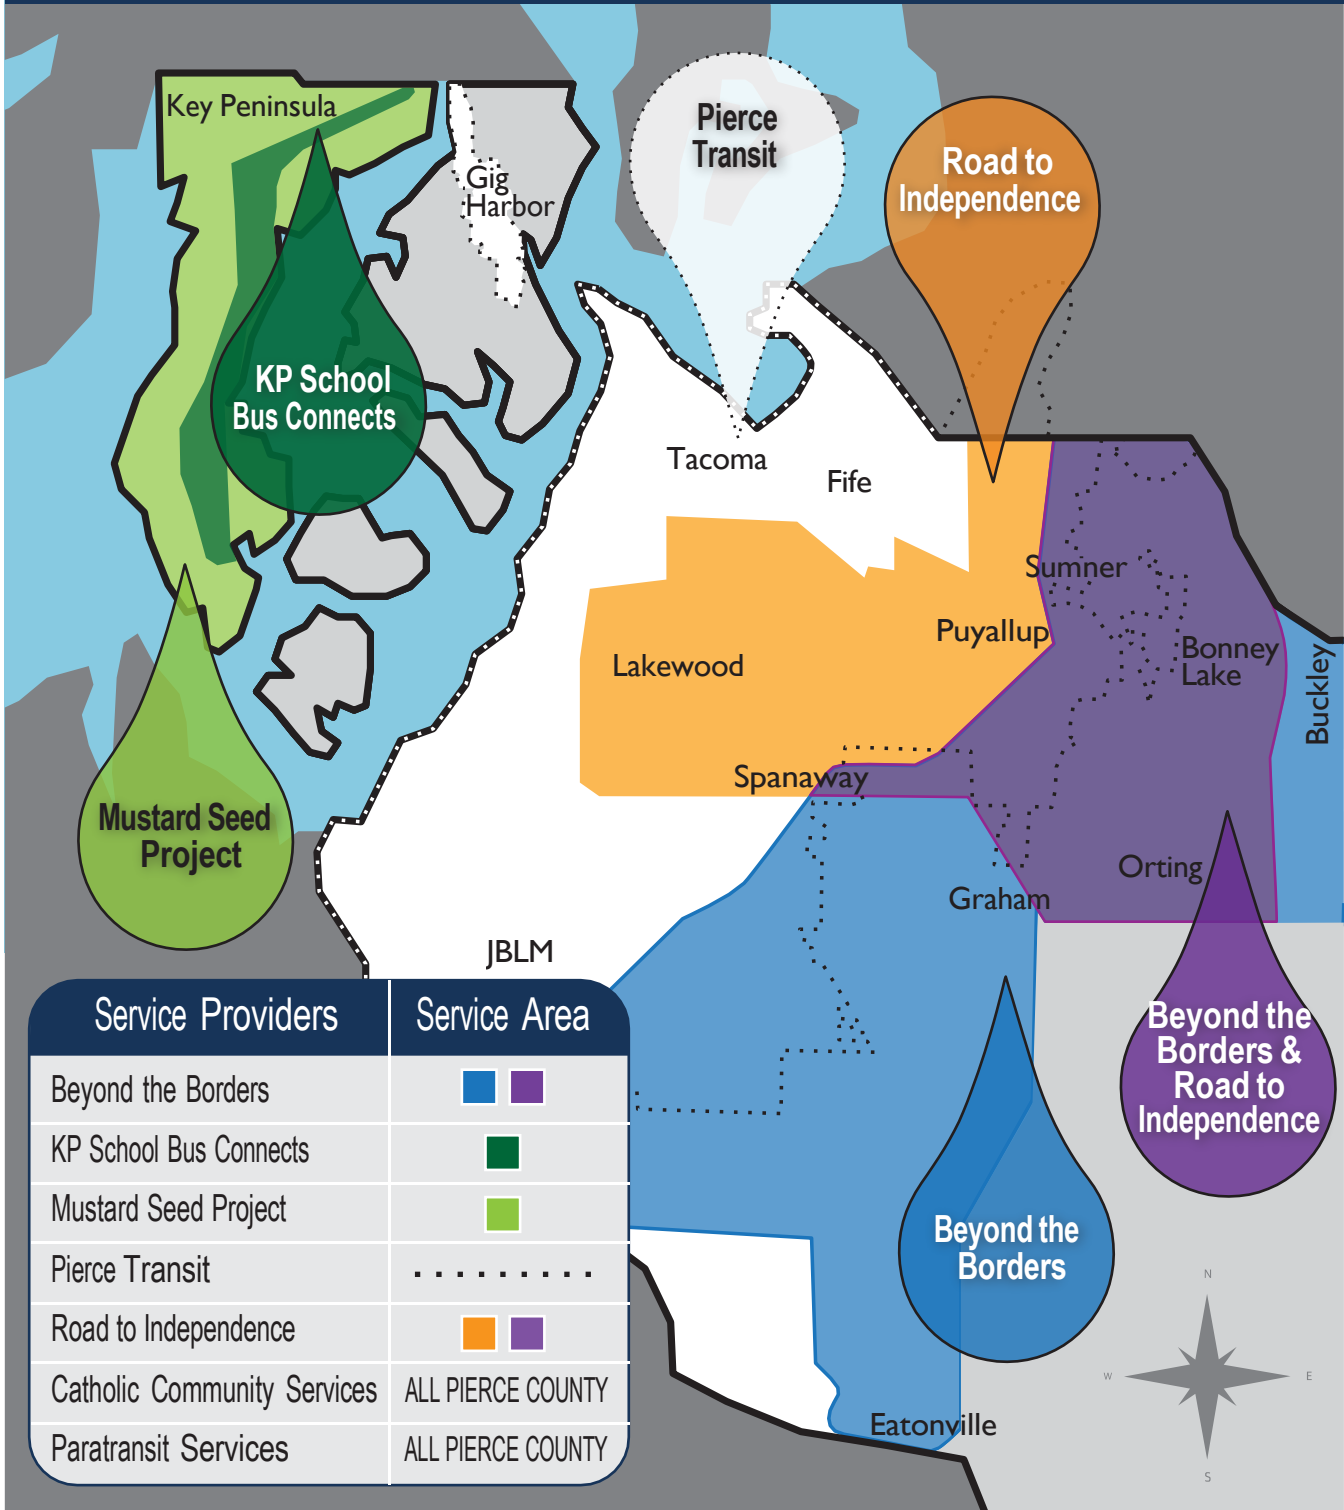 Key Peninsula
Gig
Harbor
Pierce
Transit
Road to
Independence
KP School
Bus Connects
Tacoma
Fife
Sumner
Puyallup
Lakewood
Bonney
Lake
Buckley
Spanaway
Mustard Seed
Project
Graham
Orting
JBLM
Beyond the
Borders &
Road to
Independence
Beyond the
Borders
Eatonville
N
W
E
S
Service Providers Service Area
Beyond the Borders
KP School Bus Connects
Mustard Seed Project
Pierce Transit
Road to Independence
Catholic Community Services ALL PIERCE COUNTY
Paratransit Services ALL PIERCE COUNTY